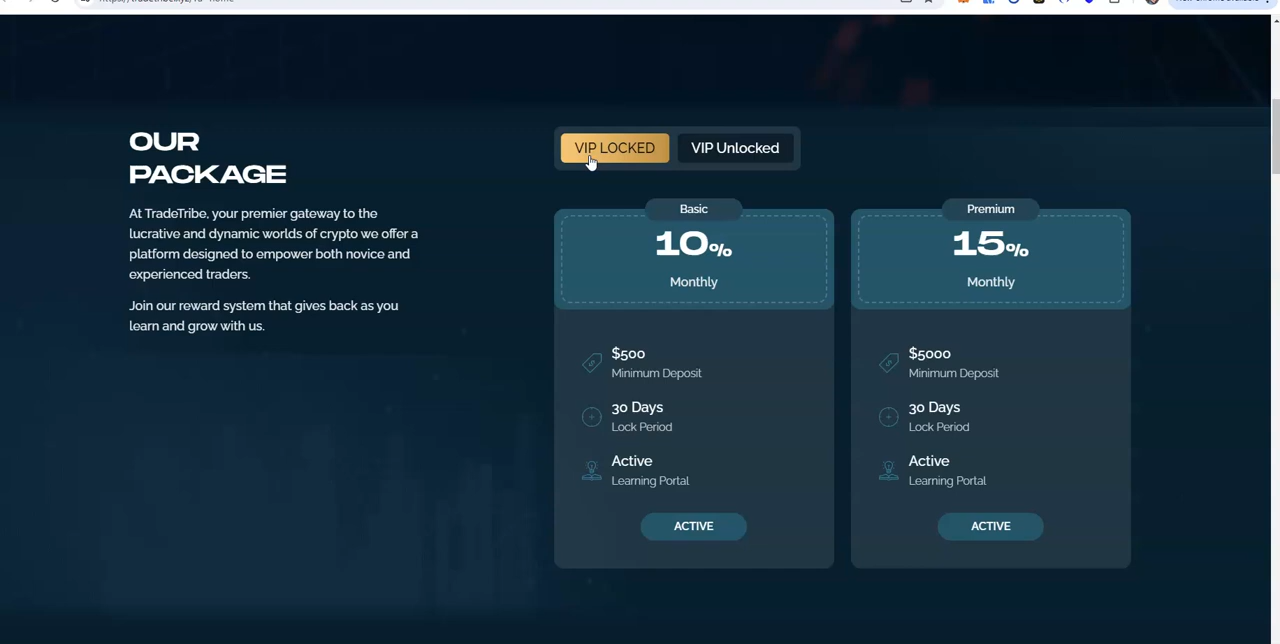 OUR
PACKAGE
At TradeTribe, your premier gateway to the
lucrative and dynamic worlds of crypto we offer a
platform designed to empower both novice and
experienced traders.
Join our reward system that gives back as you
learn and grow with us.
VIP LOCKED
VIP Unlocked
Basic
10%
Monthly
$500
Minimum Deposit
30 Days
Lock Period
Active
Learning Portal
ACTIVE
Premium
15%
Monthly
$5000
Minimum Deposit
30 Days
Lock Period
Active
Learning Portal
ACTIVE